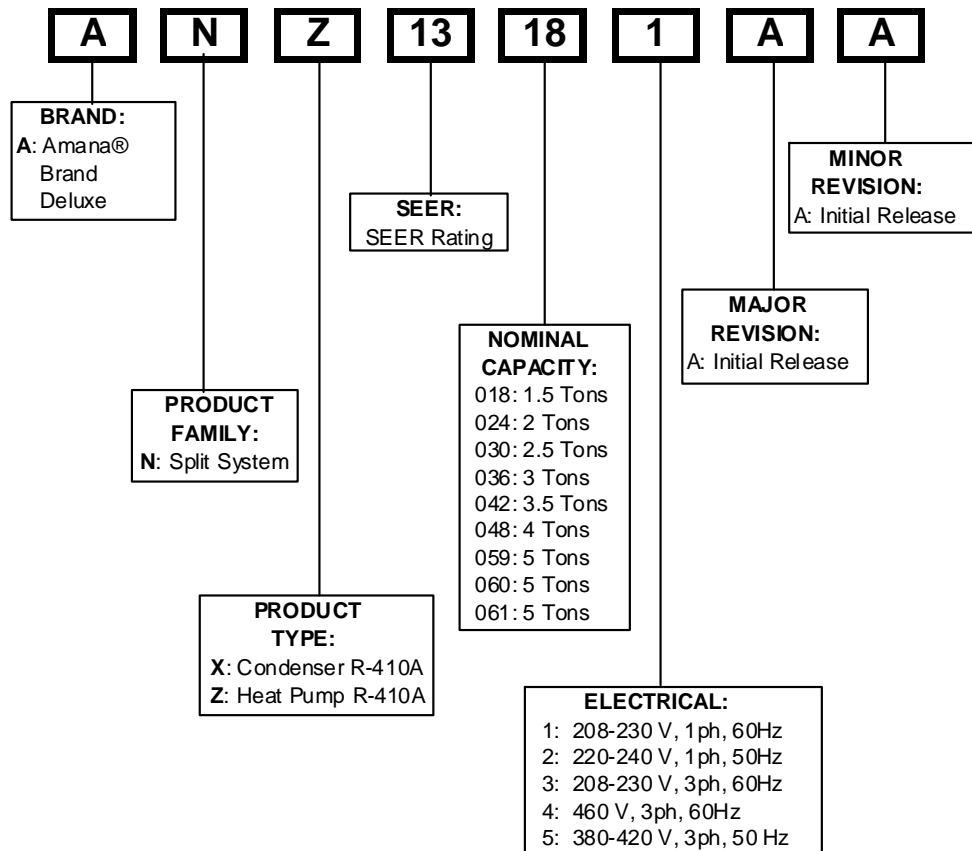 A N Z 13 18 1 A A
BRAND:
A: Amana®
Brand
Deluxe
PRODUCT
FAMILY:
N: Split System
PRODUCT
TYPE:
X: Condenser R-410A
Z: Heat Pump R-410A
SEER:
SEER Rating
NOMINAL
CAPACITY:
018: 1.5 Tons
024: 2 Tons
030: 2.5 Tons
036: 3 Tons
042: 3.5 Tons
048: 4 Tons
059: 5 Tons
060: 5 Tons
061: 5 Tons
ELECTRICAL:
1: 208-230 V, 1ph, 60Hz
2: 220-240 V, 1ph, 50Hz
3: 208-230 V, 3ph, 60Hz
4: 460 V, 3ph, 60Hz
5: 380-420 V, 3ph, 50 Hz
MAJOR
REVISION:
A: Initial Release
MINOR
REVISION:
A: Initial Release